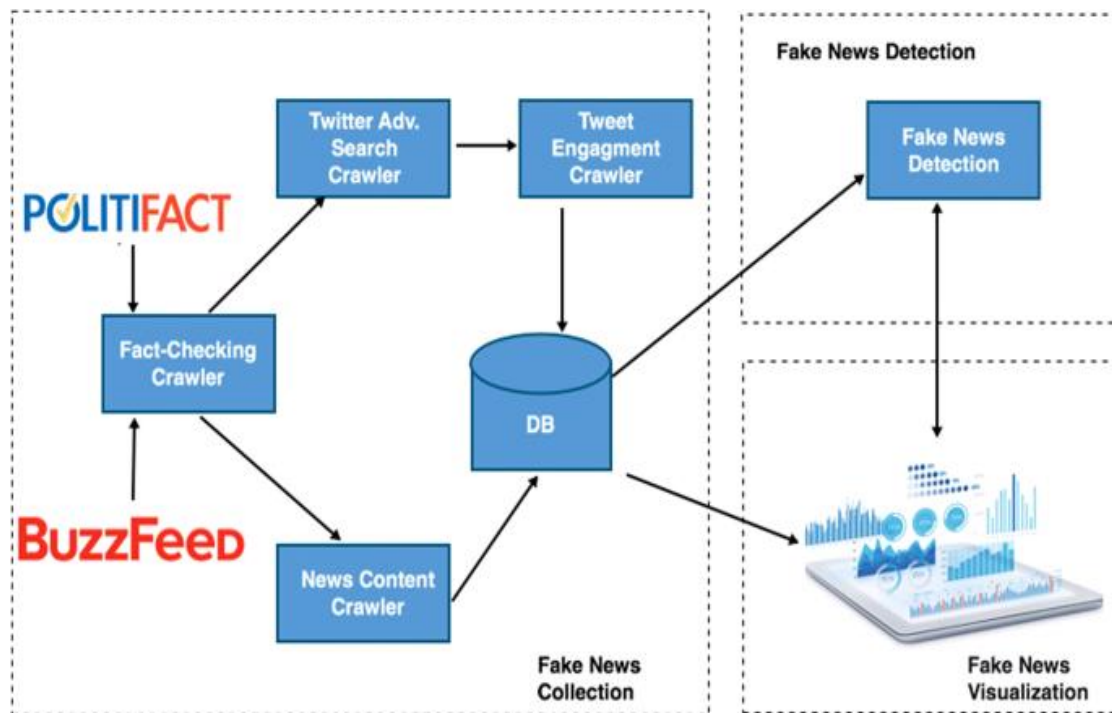 Fake News Detection
Twitter Adv.
Search
Crawler
Tweet
Engagment
Crawler
Fake News
Detection
POLITIFACT
Fact-Checking
Crawler
DB
BUZZFEED
News Content
Crawler
Fake News
Collection
Fake News
Visualization